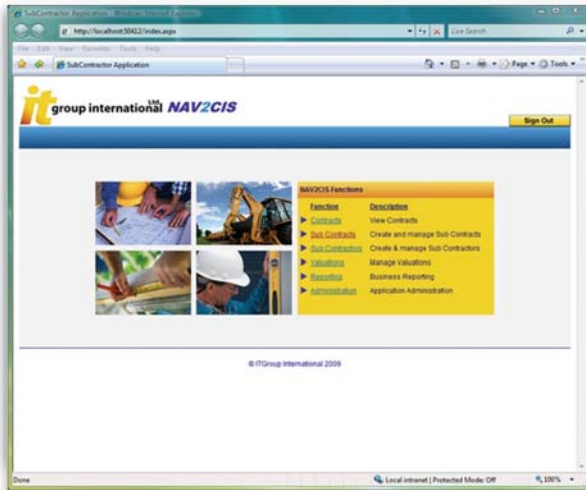 SubContractor Application - Windows Internet Explorer
http://localhost:50412/index.aspx
Live Search
File Edit View Favorites Tools Help
SubContractor Application
Page Tools
it group international Ltd. NAV2CIS
Sign Out
NAV2CIS Functions
Function Description
Contracts View Contracts
Sub Contracts Create and manage Sub Contracts
Sub Contractors Create & manage Sub Contractors
Valuations Manage Valuations
Reporting Business Reporting
Administration Application Administration
© ITGroup International 2009
Done Local intranet | Protected Mode: Off 100%